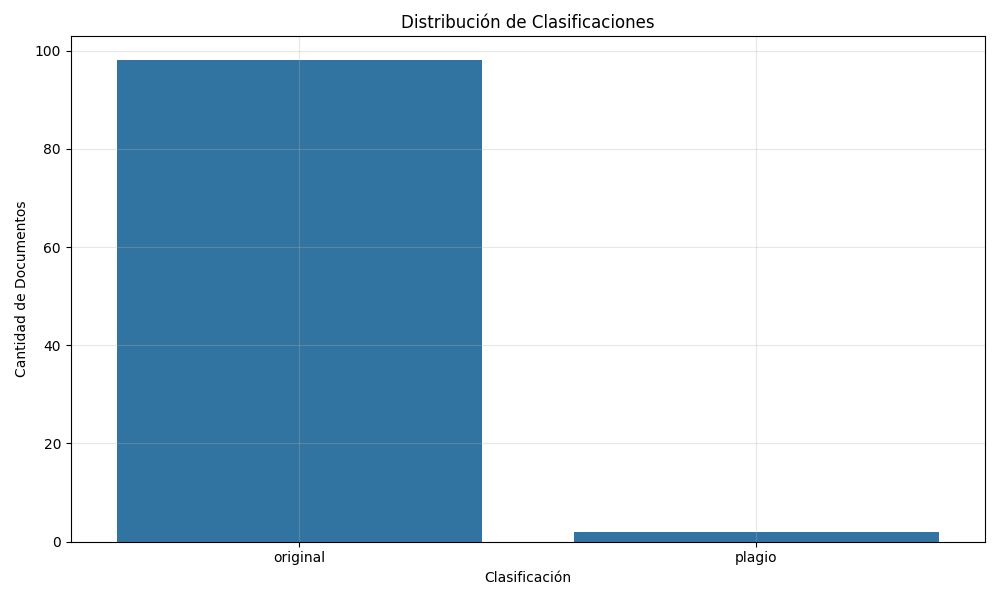 Distribución de Clasificaciones
100
80
60
40
20
0
Cantidad de Documentos
original
plagio
Clasificación